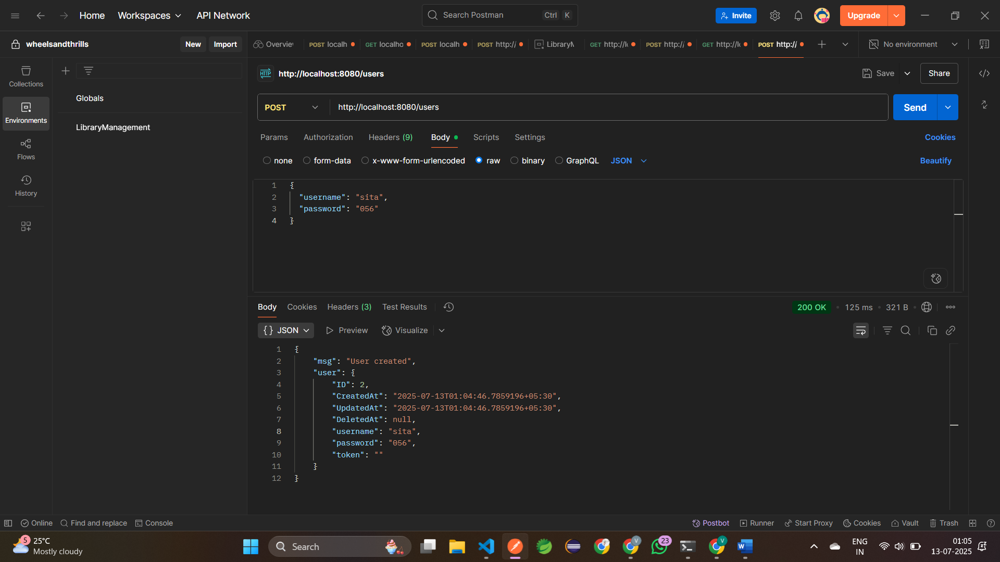 Home
Workspaces
API Network
Search Postman
Ctrl
K
Invite
Upgrade
wheelsandthrills
New
Import
Overview
POST localh
GET localho
POST localh
POST http://
LibraryM
GET http://lo
POST http://
GET http://lo
POST http://
No environment
Collections
Environments
Flows
History
Globals
LibraryManagement
HTTP
http://localhost:8080/users
Save
Share
POST
http://localhost:8080/users
Send
Params
Authorization
Headers (9)
Body
Scripts
Settings
Cookies
none
form-data
x-www-form-urlencoded
raw
binary
GraphQL
JSON
Beautify
1 {
2 "username": "sita",
3 "password": "056"
4 }
Body
Cookies
Headers (3)
Test Results
200 OK
125 ms
321 B
{} JSON
Preview
Visualize
1 {
2 "msg": "User created",
3 "user": {
4 "ID": 2,
5 "CreatedAt": "2025-07-13T01:04:46.7859196+05:30",
6 "UpdatedAt": "2025-07-13T01:04:46.7859196+05:30",
7 "DeletedAt": null,
8 "username": "sita",
9 "password": "056",
10 "token": ""
11 }
12 }
Online
Find and replace
Console
Postbot
Runner
Start Proxy
Cookies
Vault
Trash
5
25°C
Mostly cloudy
Search
V
23
V
W
ENG
IN
01:05
13-07-2025